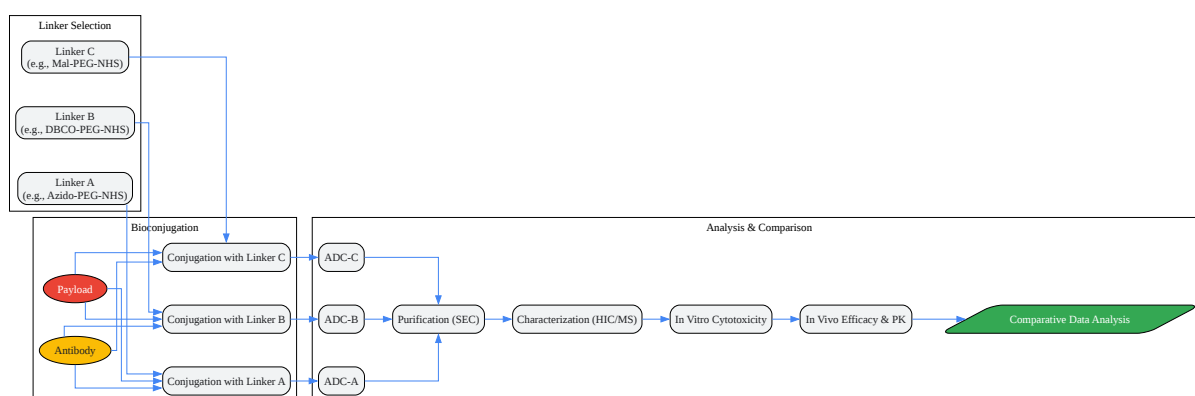 Linker Selection
Linker C
(e.g., Mal-PEG-NHS)
Linker B
(e.g., DBCO-PEG-NHS)
Linker A
(e.g., Azido-PEG-NHS)
Bioconjugation
Analysis & Comparison
Conjugation with Linker C
ADC-C
Payload
Conjugation with Linker B
ADC-B
Purification (SEC)
Characterization (HIC/MS)
In Vitro Cytotoxicity
In Vivo Efficacy & PK
Comparative Data Analysis
Antibody
Conjugation with Linker A
ADC-A